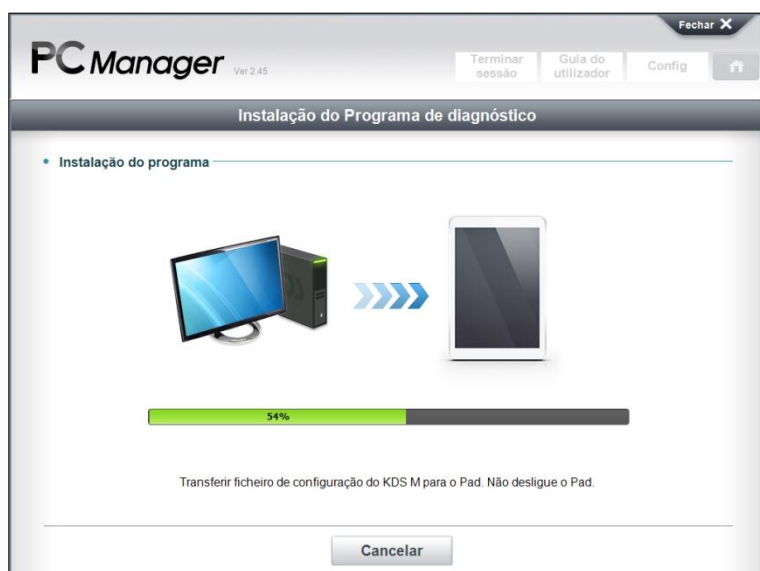 Fechar X
PC Manager Ver 2.45
Terminar sessão
Guia do utilizador
Config
Instalação do Programa de diagnóstico
Instalação do programa
54%
Transferir ficheiro de configuração do KDS M para o Pad. Não desligue o Pad.
Cancelar